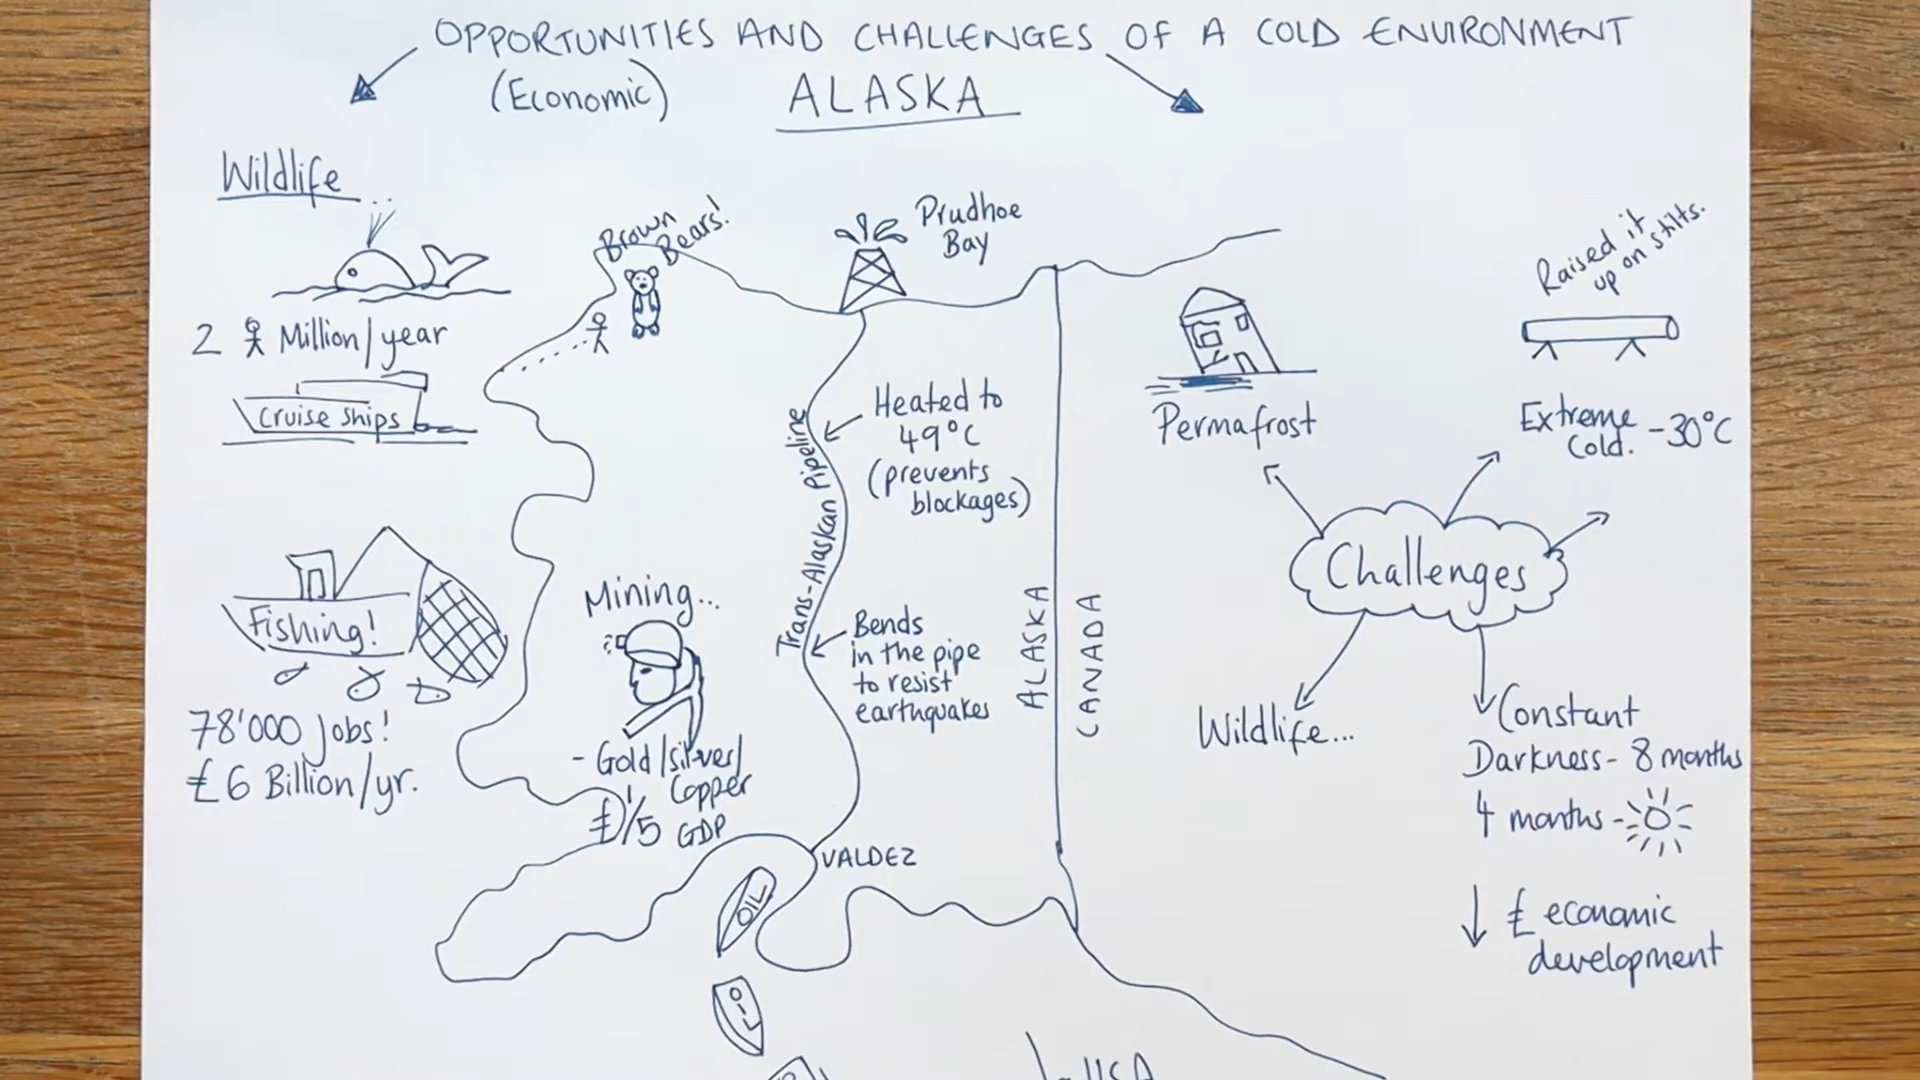 OPPORTUNITIES AND CHALLENGES OF A COLD ENVIRONMENT
(Economic)
ALASKA
Wildlife
2 Million/year
Cruise ships
Fishing!
78'000 Jobs!
£6 Billion/yr.
Brown
Bears!
Prudhoe
Bay
Trans-Alaskan Pipeline
Heated to
49°C
(prevents
blockages)
Bends
in the pipe
to resist
earthquakes
Mining...
- Gold/silver/
Copper
£1/5 GDP
VALDEZ
OIL
OIL
ALASKA
CANADA
USA
Permafrost
Raised it
up on stilts.
Extreme
Cold. -30°C
Challenges
Wildlife...
Constant
Darkness- 8 months
4 months -
£ economic
development